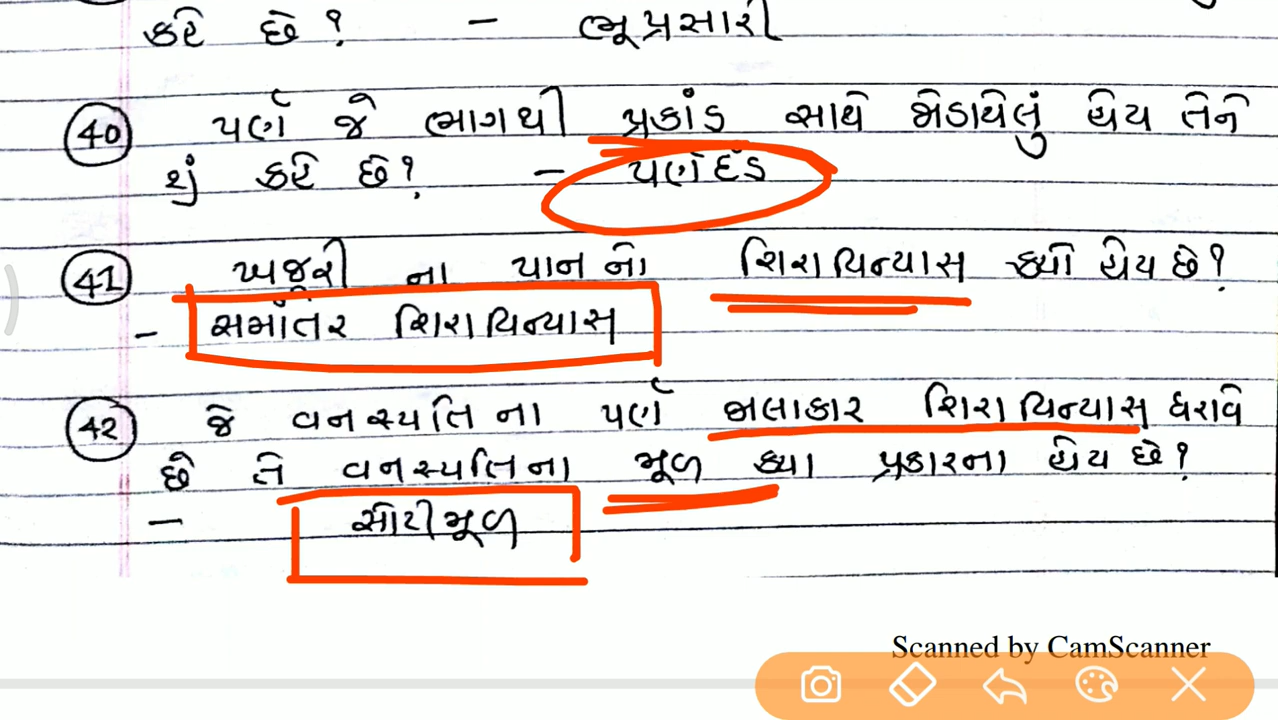 કહે છે? - ભૂપ્રસારી
40 પર્ણ જે ભાગથી પ્રકાંડ સાથે જોડાયેલું હોય તેને
શું કહે છે? - પર્ણદંડ
41 ખજૂરી ના પાન નો શિરાવિન્યાસ ક્યો હોય છે?
- સમાંતર શિરાવિન્યાસ
42 જે વનસ્પતિ ના પર્ણ જાલાકાર શિરાવિન્યાસ ધરાવે
છે તે વનસ્પતિના મૂળ ક્યા પ્રકારના હોય છે?
- સોટીમૂળ
Scanned by CamScanner